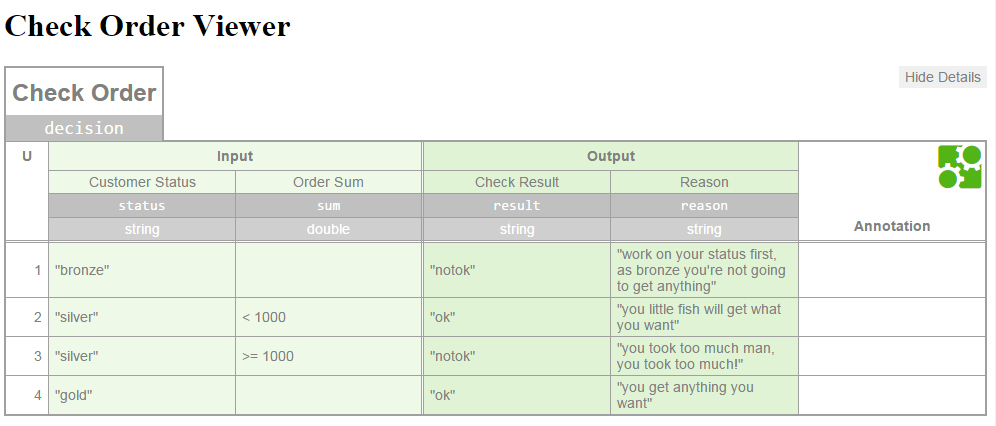 Check Order Viewer
Check Order
Hide Details
decision
U Input Output
Customer Status Order Sum Check Result Reason
status sum result reason
string double string string Annotation
1 "bronze" "notok" "work on your status first,
as bronze you're not going
to get anything"
2 "silver" < 1000 "ok" "you little fish will get what
you want"
3 "silver" >= 1000 "notok" "you took too much man,
you took too much!"
4 "gold" "ok" "you get anything you
want"